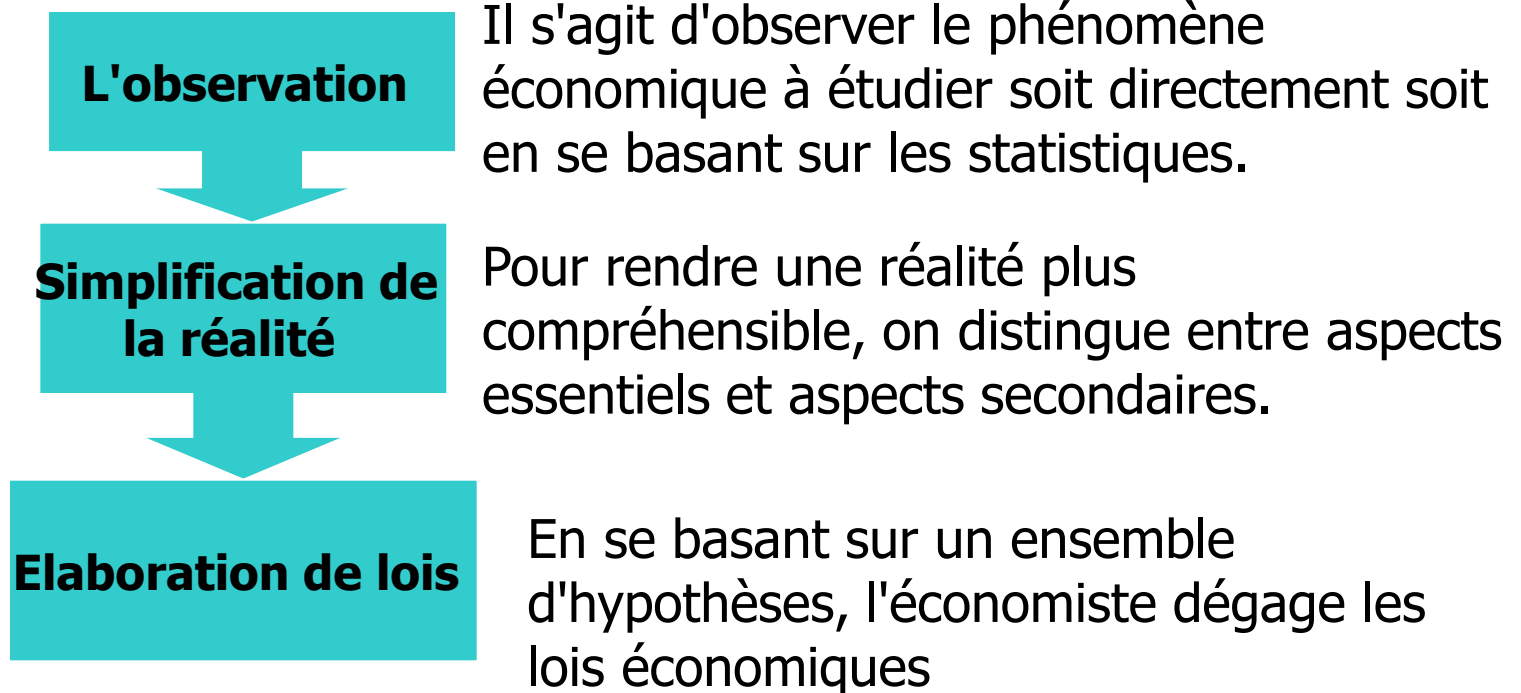 L'observation
Il s'agit d'observer le phénomène
économique à étudier soit directement soit
en se basant sur les statistiques.
Simplification de
la réalité
Pour rendre une réalité plus
compréhensible, on distingue entre aspects
essentiels et aspects secondaires.
Elaboration de lois
En se basant sur un ensemble
d'hypothèses, l'économiste dégage les
lois économiques